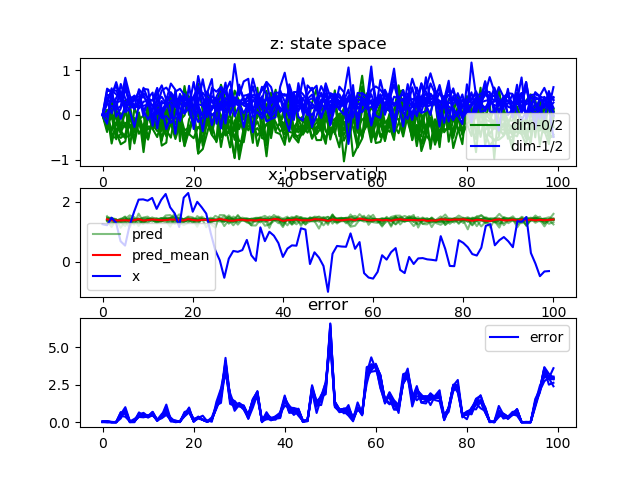 z: state space
1
0
−1
dim-0/2
dim-1/2
0 20 40 60 80 100
x: observation
2
0
pred
pred_mean
x
0 20 40 60 80 100
error
5.0
2.5
0.0
error
0 20 40 60 80 100